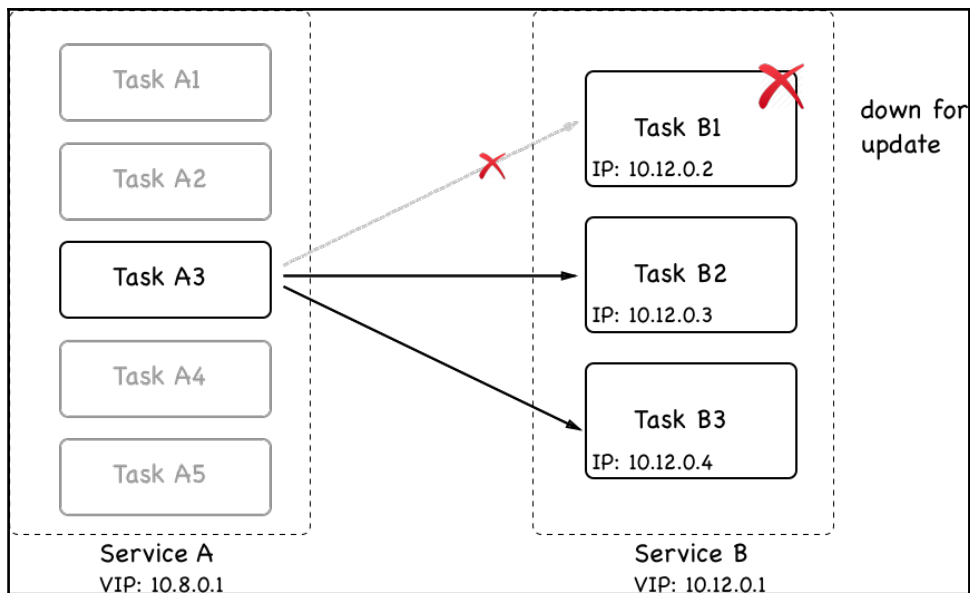 Task A1
Task A2
Task A3
Task A4
Task A5
Service A
VIP: 10.8.0.1
Task B1
IP: 10.12.0.2
Task B2
IP: 10.12.0.3
Task B3
IP: 10.12.0.4
Service B
VIP: 10.12.0.1
down for
update